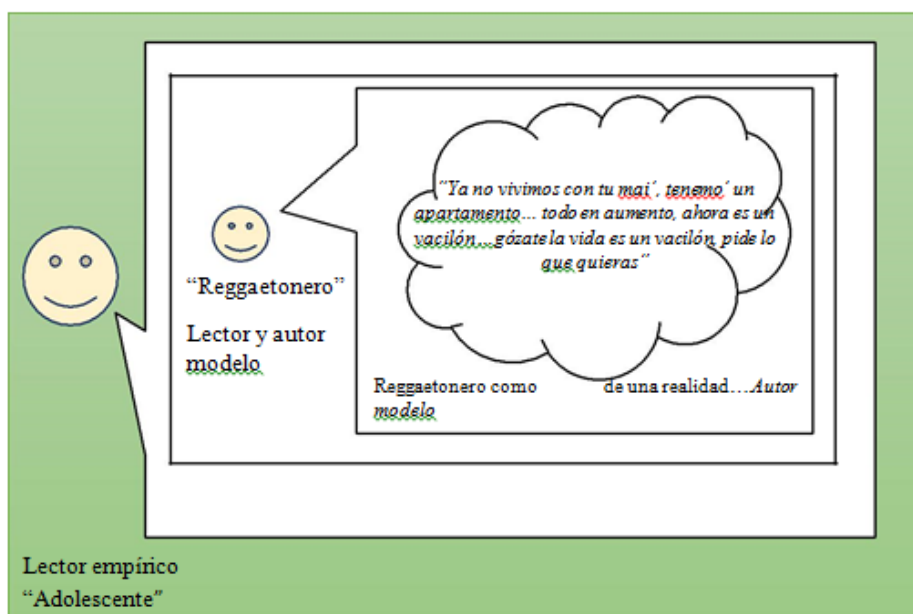 “Ya no vivimos con tu mai´, tenemo´ un
apartamento… todo en aumento, ahora es un
vacilón…gózate la vida es un vacilón, pide lo
que quieras”
“Reggaetonero”
Lector y autor
modelo
Reggaetonero como de una realidad…Autor
modelo
Lector empírico
“Adolescente”